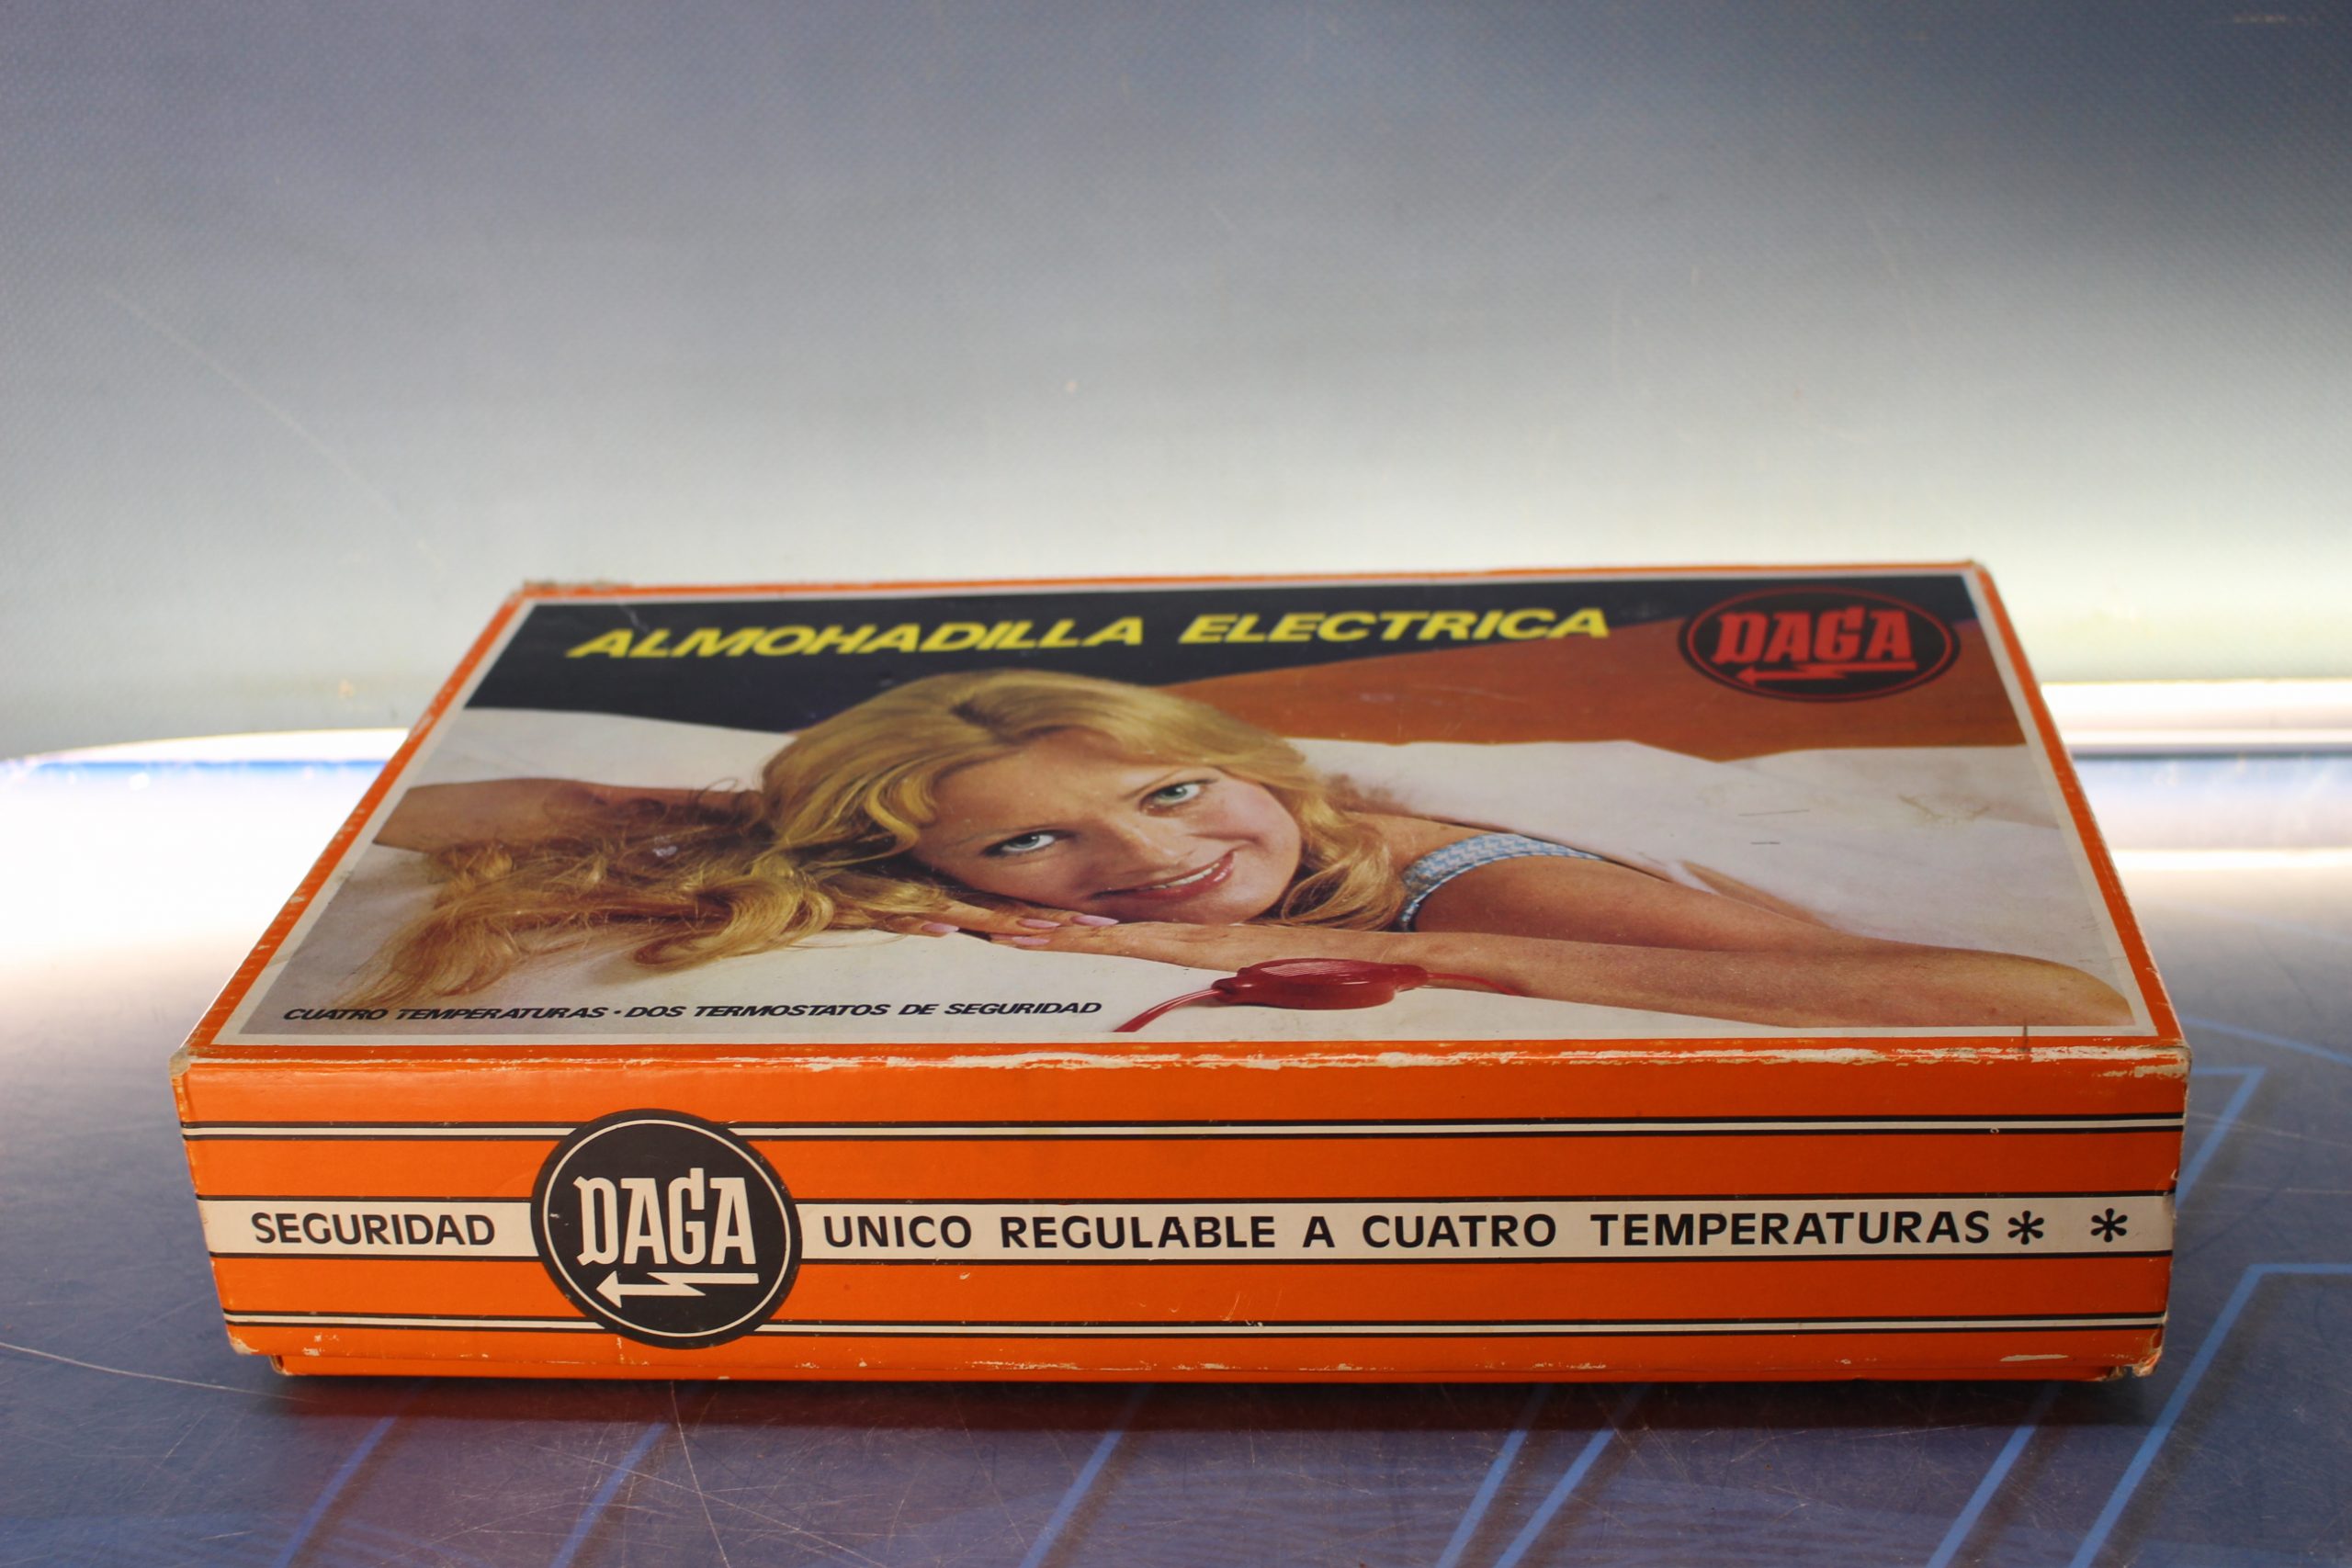 ALMOHADILLA ELECTRICA
DAGA
CUATRO TEMPERATURAS · DOS TERMOSTATOS DE SEGURIDAD
SEGURIDAD DAGA UNICO REGULABLE A CUATRO TEMPERATURAS * *